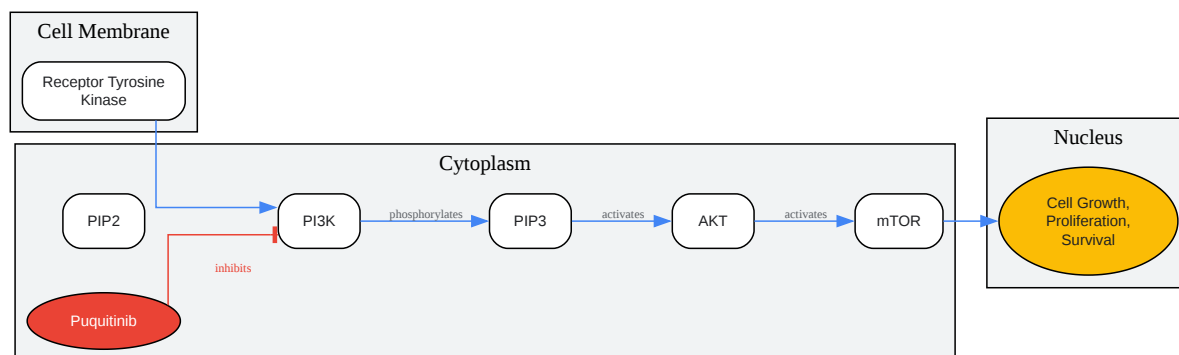 Cell Membrane
Receptor Tyrosine
Kinase
Cytoplasm
PIP2
PI3K
phosphorylates
PIP3
activates
AKT
activates
mTOR
inhibits
Puquitinib
Nucleus
Cell Growth,
Proliferation,
Survival